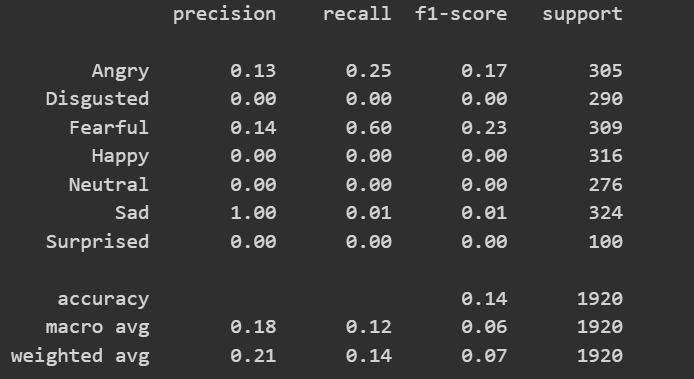 precision recall f1-score support
Angry 0.13 0.25 0.17 305
Disgusted 0.00 0.00 0.00 290
Fearful 0.14 0.60 0.23 309
Happy 0.00 0.00 0.00 316
Neutral 0.00 0.00 0.00 276
Sad 1.00 0.01 0.01 324
Surprised 0.00 0.00 0.00 100
accuracy 0.14 1920
macro avg 0.18 0.12 0.06 1920
weighted avg 0.21 0.14 0.07 1920